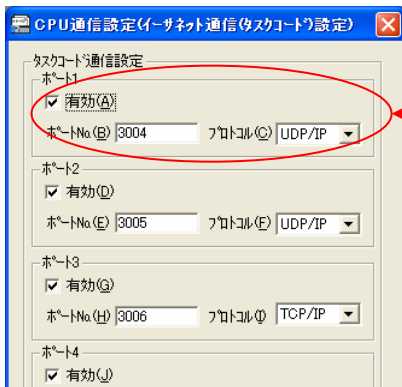 CPU通信設定(イーサネット通信(タスクコード)設定)
タスクコード通信設定
ポート1
有効(A)
ポートNo.(B) 3004 プロトコル(C) UDP/IP
ポート2
有効(D)
ポートNo.(E) 3005 プロトコル(F) UDP/IP
ポート3
有効(G)
ポートNo.(H) 3006 プロトコル(I) TCP/IP
ポート4
有効(J)